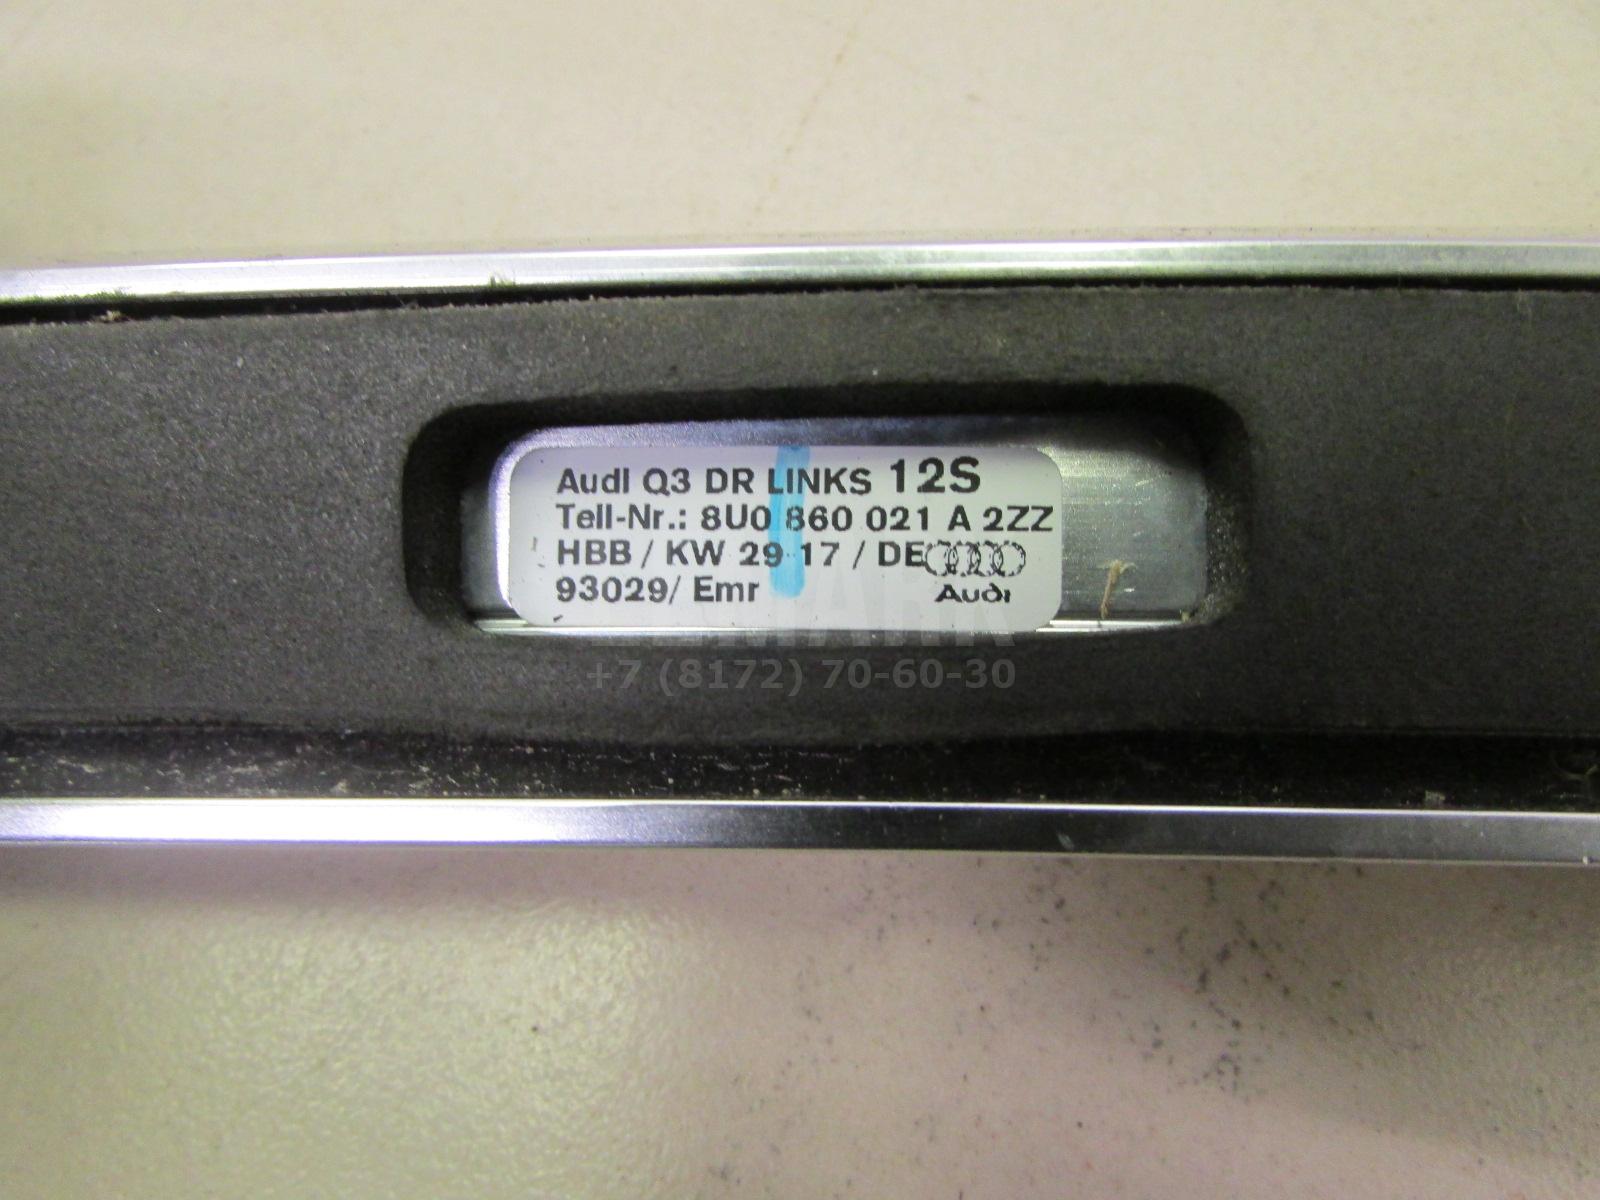 Audi Q3 DR LINKS 12S
Teil-Nr.: 8U0 860 021 A 2ZZ
HBB / KW 29 17 / DE
93029/ Emr
Audi
+7 (8172) 70-60-30